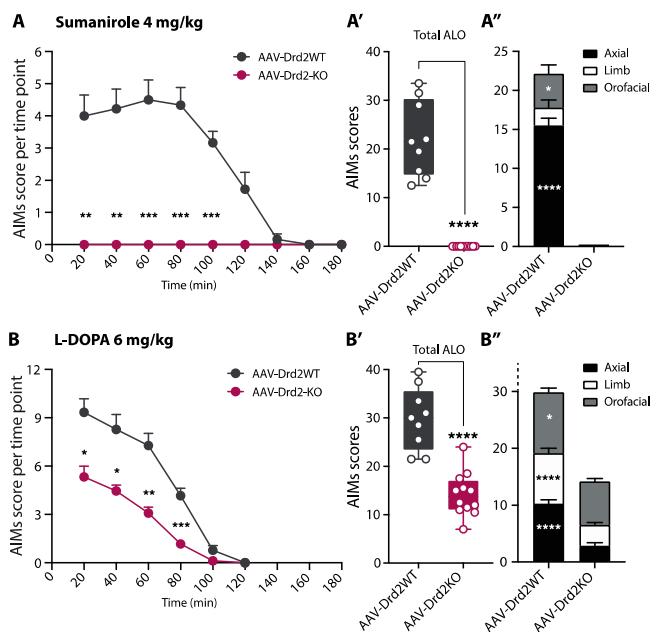 A
Sumanirole 4 mg/kg
AIMs score per time point
6
5
4
3
2
1
0
AAV-Drd2WT
AAV-Drd2-KO
** ** *** *** ***
0 20 40 60 80 100 120 140 160 180
Time (min)
A'
Total ALO
AIMs scores
40
30
20
10
0
****
AAV-Drd2WT
AAV-Drd2KO
A"
25
20
15
10
5
0
Axial
Limb
Orofacial
*
****
AAV-Drd2WT
AAV-Drd2KO
B
L-DOPA 6 mg/kg
AIMs score per time point
12
9
6
3
0
AAV-Drd2WT
AAV-Drd2-KO
* * ** ***
0 20 40 60 80 100 120 140 160 180
Time (min)
B'
Total ALO
AIMs scores
40
30
20
10
0
****
AAV-Drd2WT
AAV-Drd2KO
B"
30
20
10
0
Axial
Limb
Orofacial
*
****
****
AAV-Drd2WT
AAV-Drd2KO